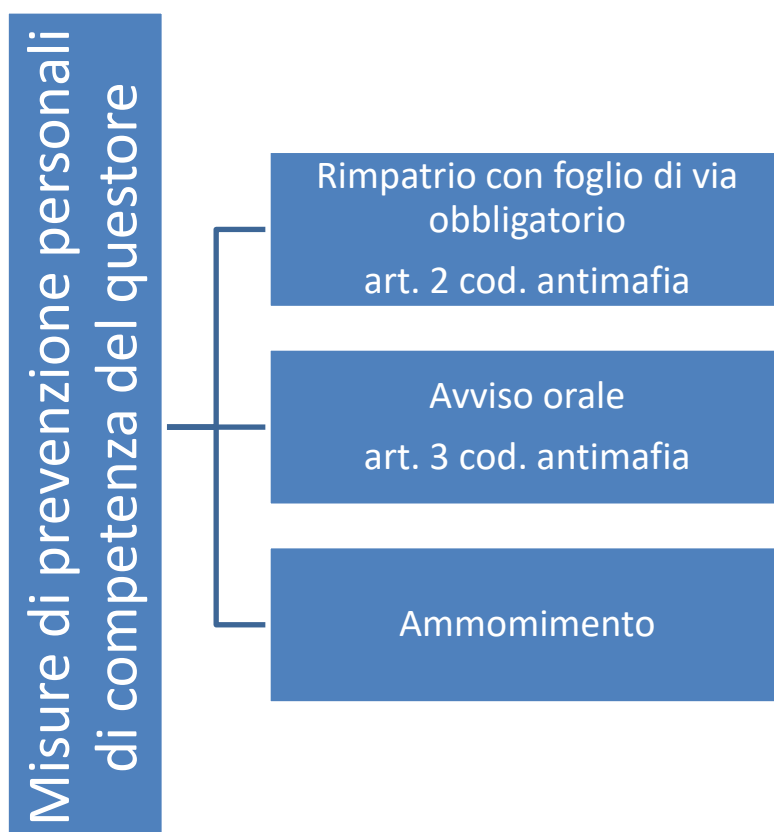 Misure di prevenzione personali
di competenza del questore
Rimpatrio con foglio di via
obbligatorio
art. 2 cod. antimafia
Avviso orale
art. 3 cod. antimafia
Ammomimento